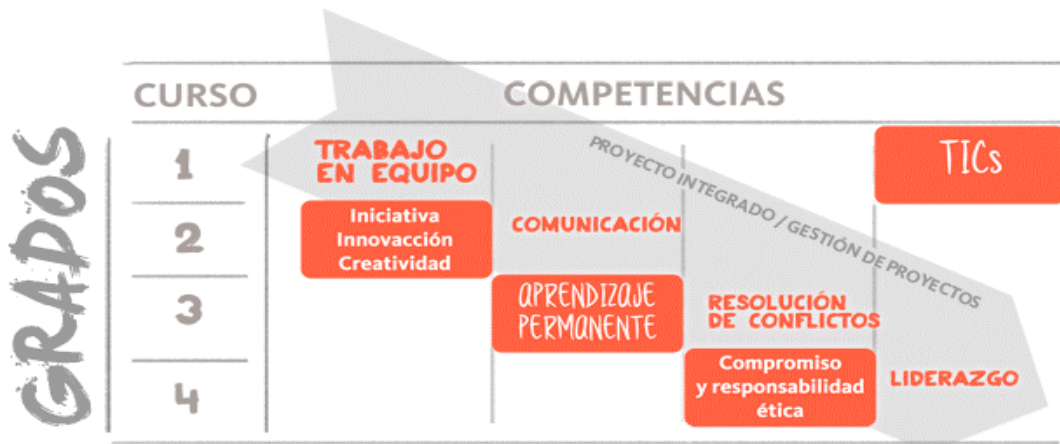 GRADOS
CURSO
COMPETENCIAS
1
TRABAJO
EN EQUIPO
TICs
PROYECTO INTEGRADO / GESTIÓN DE PROYECTOS
2
Iniciativa
Innovacción
Creatividad
COMUNICACIÓN
3
APRENDIZAJE
PERMANENTE
RESOLUCIÓN
DE CONFLICTOS
4
Compromiso
y responsabilidad
ética
LIDERAZGO